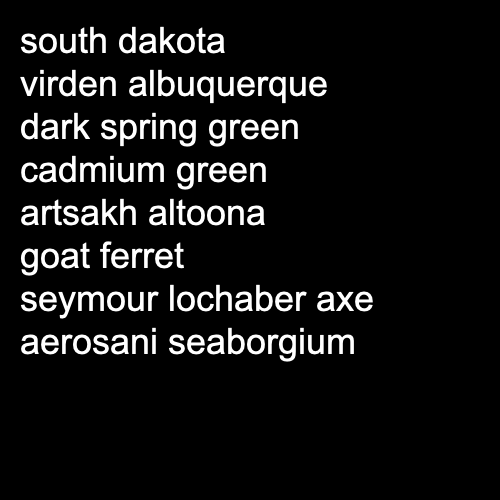 south dakota
virden albuquerque
dark spring green
cadmium green
artsakh altoona
goat ferret
seymour lochaber axe
aerosani seaborgium